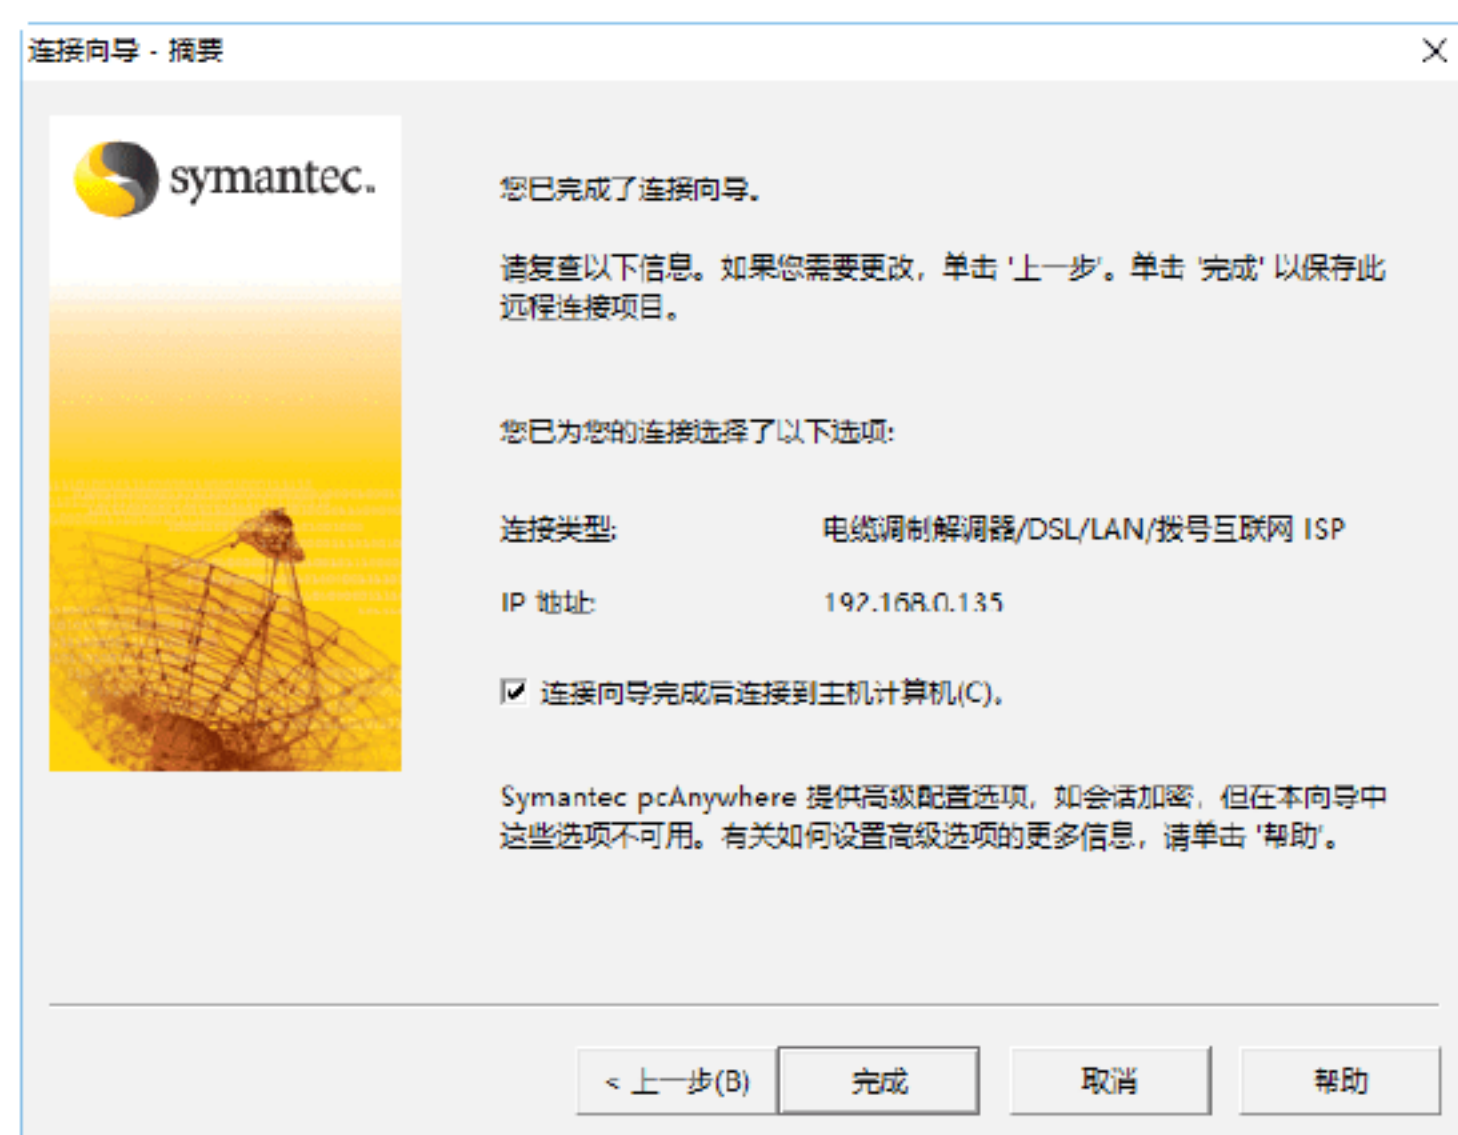 连接向导 - 摘要
symantec.
您已完成了连接向导。
请复查以下信息。如果您需要更改，单击 '上一步'。单击 '完成' 以保存此
远程连接项目。
您已为您的连接选择了以下选项:
连接类型: 电缆调制解调器/DSL/LAN/拨号互联网 ISP
IP 地址: 192.168.0.135
连接向导完成后连接到主机计算机(C)。
Symantec pcAnywhere 提供高级配置选项，如会话加密，但在本向导中
这些选项不可用。有关如何设置高级选项的更多信息，请单击 '帮助'。
< 上一步(B) 完成 取消 帮助